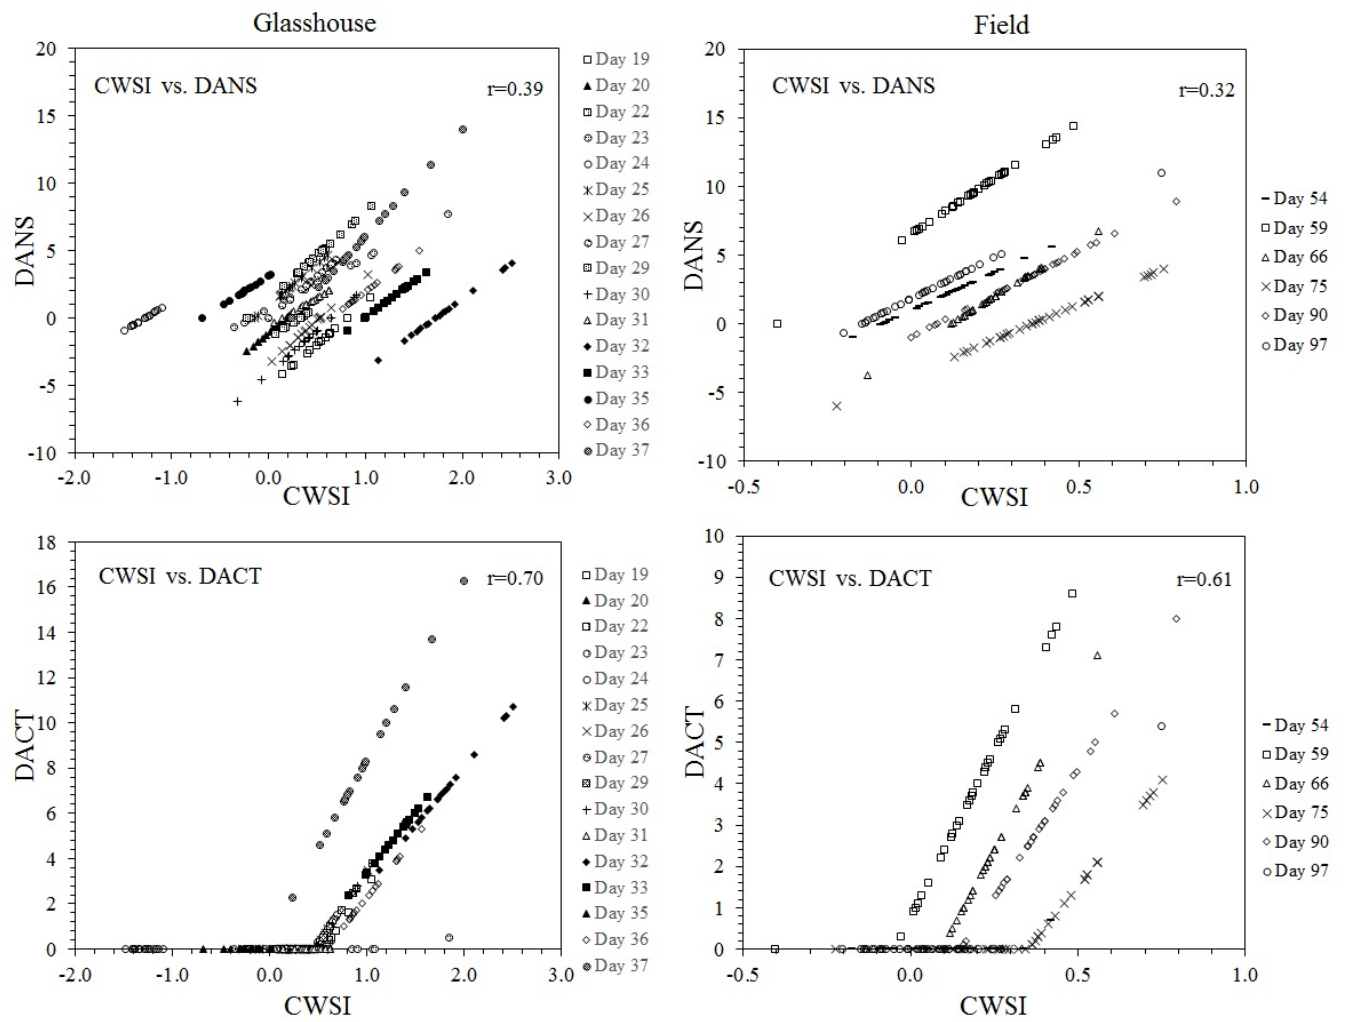 Glasshouse
Field
CWSI vs. DANS
r=0.39
20
15
10
5
0
-5
-10
DANS
-2.0 -1.0 0.0 1.0 2.0 3.0
CWSI
Day 19
Day 20
Day 22
Day 23
Day 24
Day 25
Day 26
Day 27
Day 29
Day 30
Day 31
Day 32
Day 33
Day 35
Day 36
Day 37
CWSI vs. DANS
r=0.32
20
15
10
5
0
-5
-10
DANS
-0.5 0.0 0.5 1.0
CWSI
Day 54
Day 59
Day 66
Day 75
Day 90
Day 97
CWSI vs. DACT
r=0.70
18
16
14
12
10
8
6
4
2
0
DACT
-2.0 -1.0 0.0 1.0 2.0 3.0
CWSI
Day 19
Day 20
Day 22
Day 23
Day 24
Day 25
Day 26
Day 27
Day 29
Day 30
Day 31
Day 32
Day 33
Day 35
Day 36
Day 37
CWSI vs. DACT
r=0.61
10
9
8
7
6
5
4
3
2
1
0
DACT
-0.5 0.0 0.5 1.0
CWSI
Day 54
Day 59
Day 66
Day 75
Day 90
Day 97